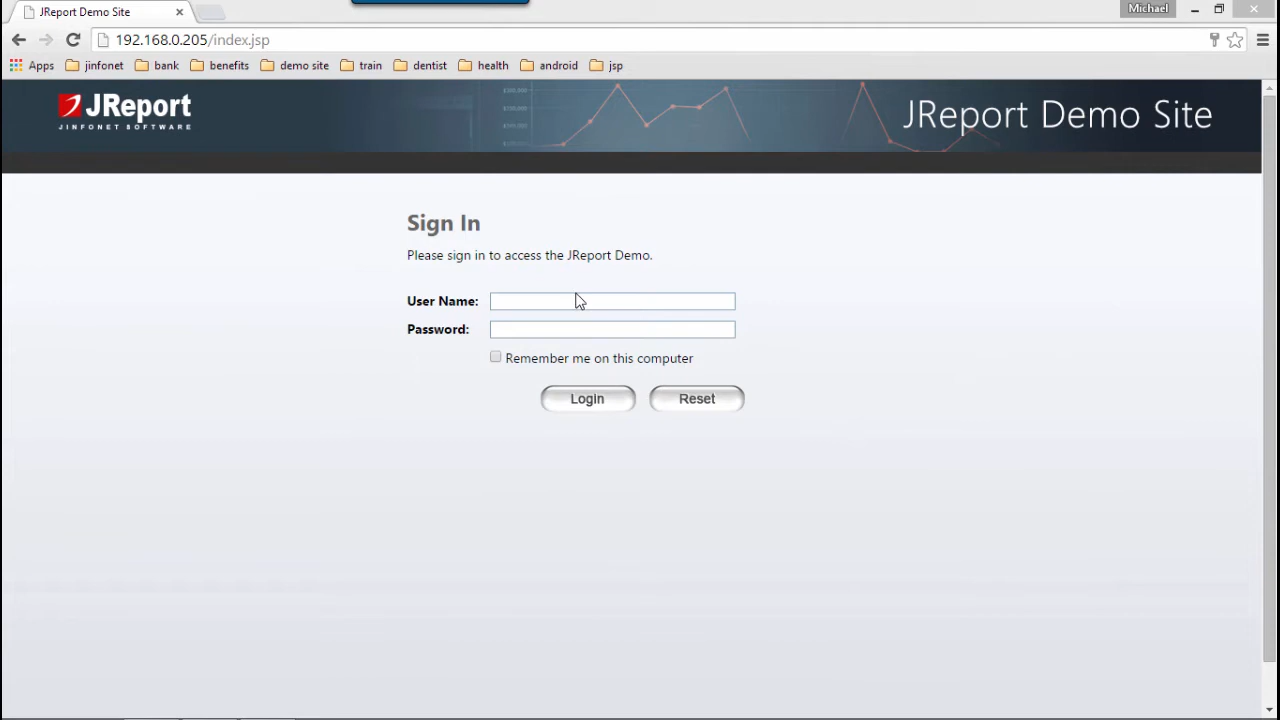 JReport Demo Site
Michael
192.168.0.205/index.jsp
Apps jinfonet bank benefits demo site train dentist health android jsp
JReport
JINFONET SOFTWARE
JReport Demo Site
Sign In
Please sign in to access the JReport Demo.
User Name:
Password:
Remember me on this computer
Login Reset